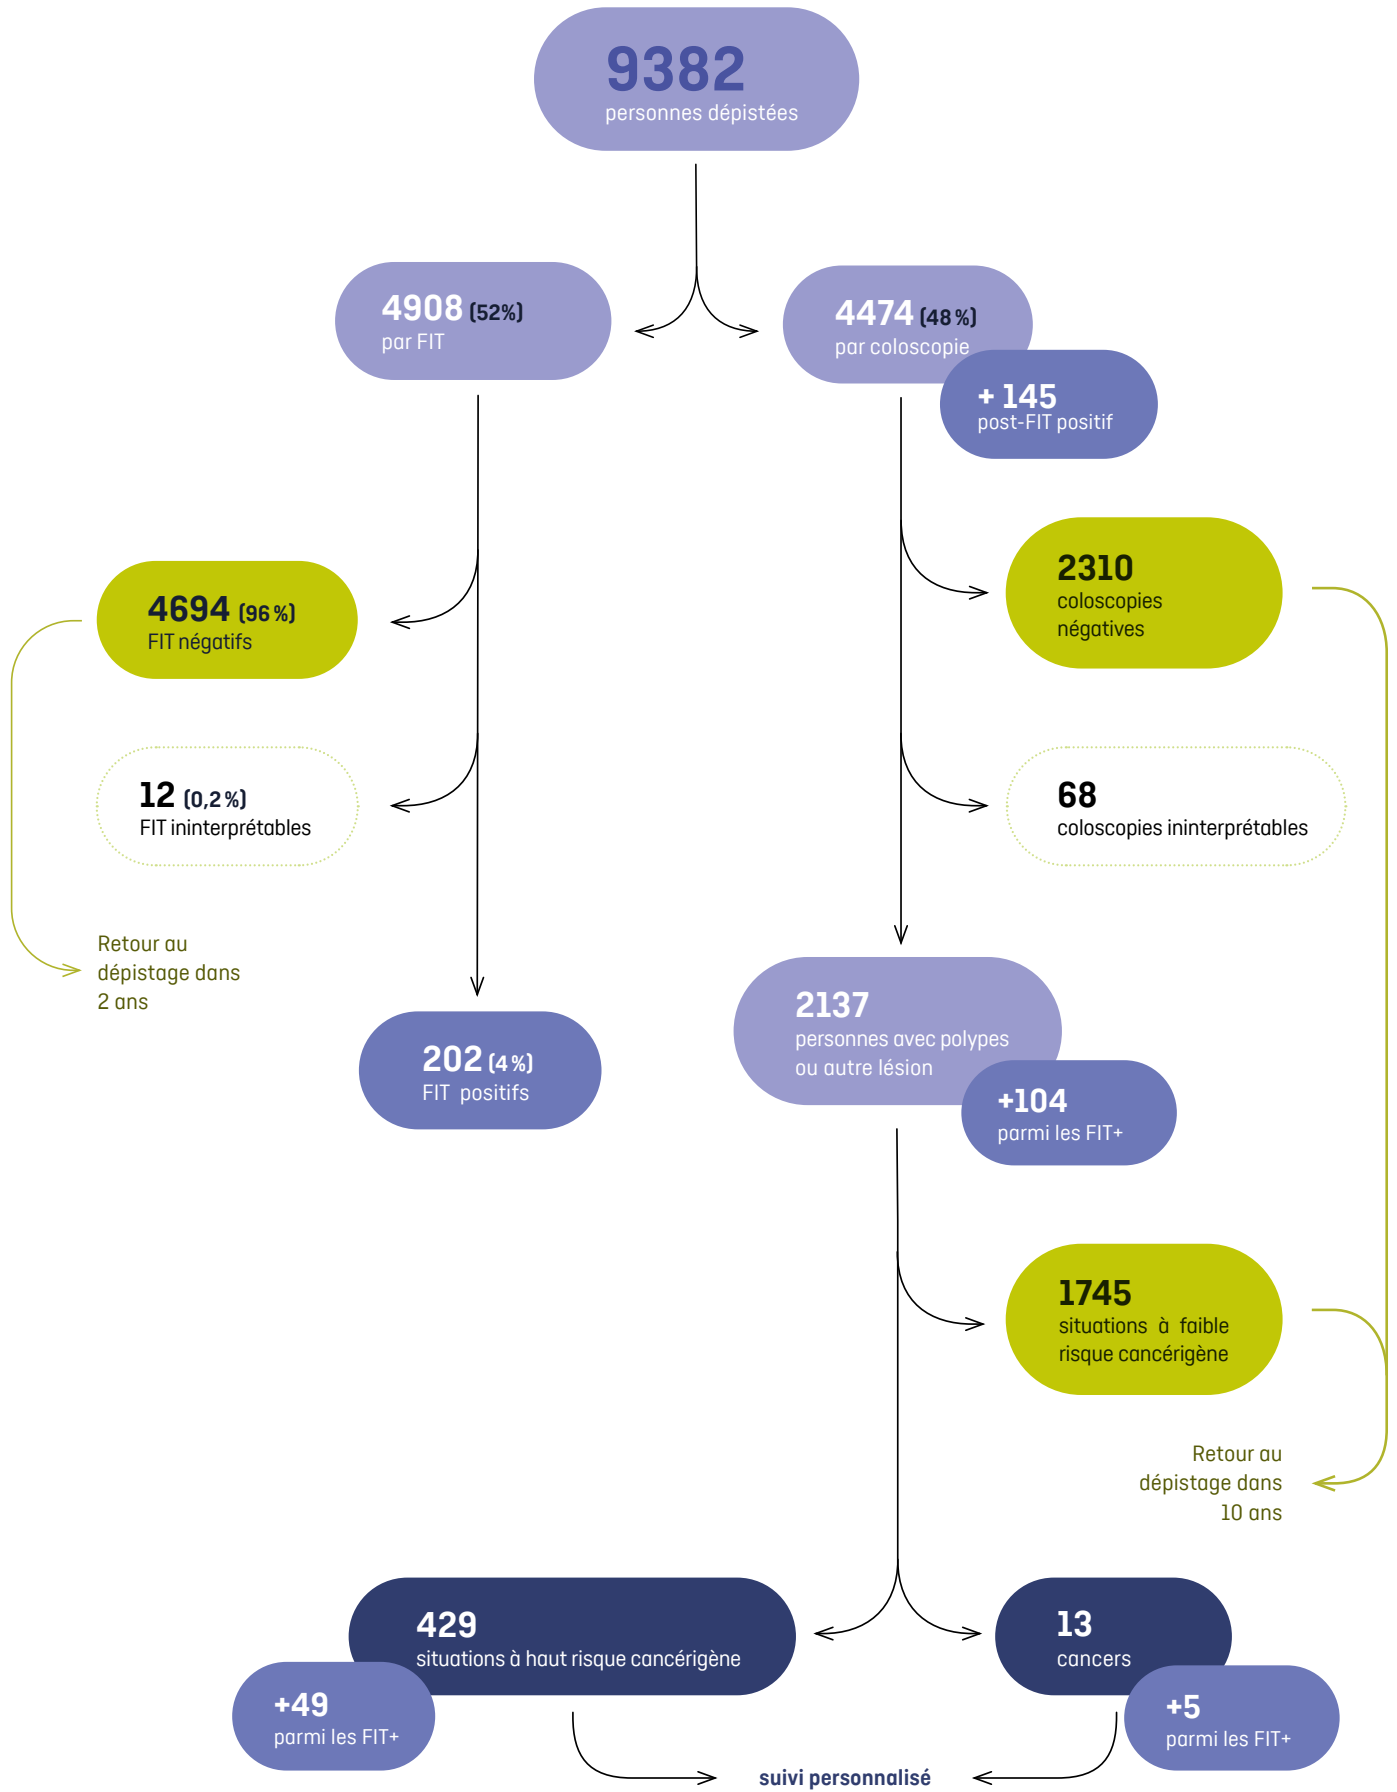 9382
personnes dépistées
4908 (52%)
par FIT
4474 (48 %)
par coloscopie
+ 145
post-FIT positif
4694 (96 %)
FIT négatifs
2310
coloscopies
négatives
12 (0,2 %)
FIT ininterprétables
68
coloscopies ininterprétables
Retour au
dépistage dans
2 ans
202 (4 %)
FIT positifs
2137
personnes avec polypes
ou autre lésion
+104
parmi les FIT+
1745
situations à faible
risque cancérigène
Retour au
dépistage dans
10 ans
429
situations à haut risque cancérigène
+49
parmi les FIT+
13
cancers
+5
parmi les FIT+
suivi personnalisé